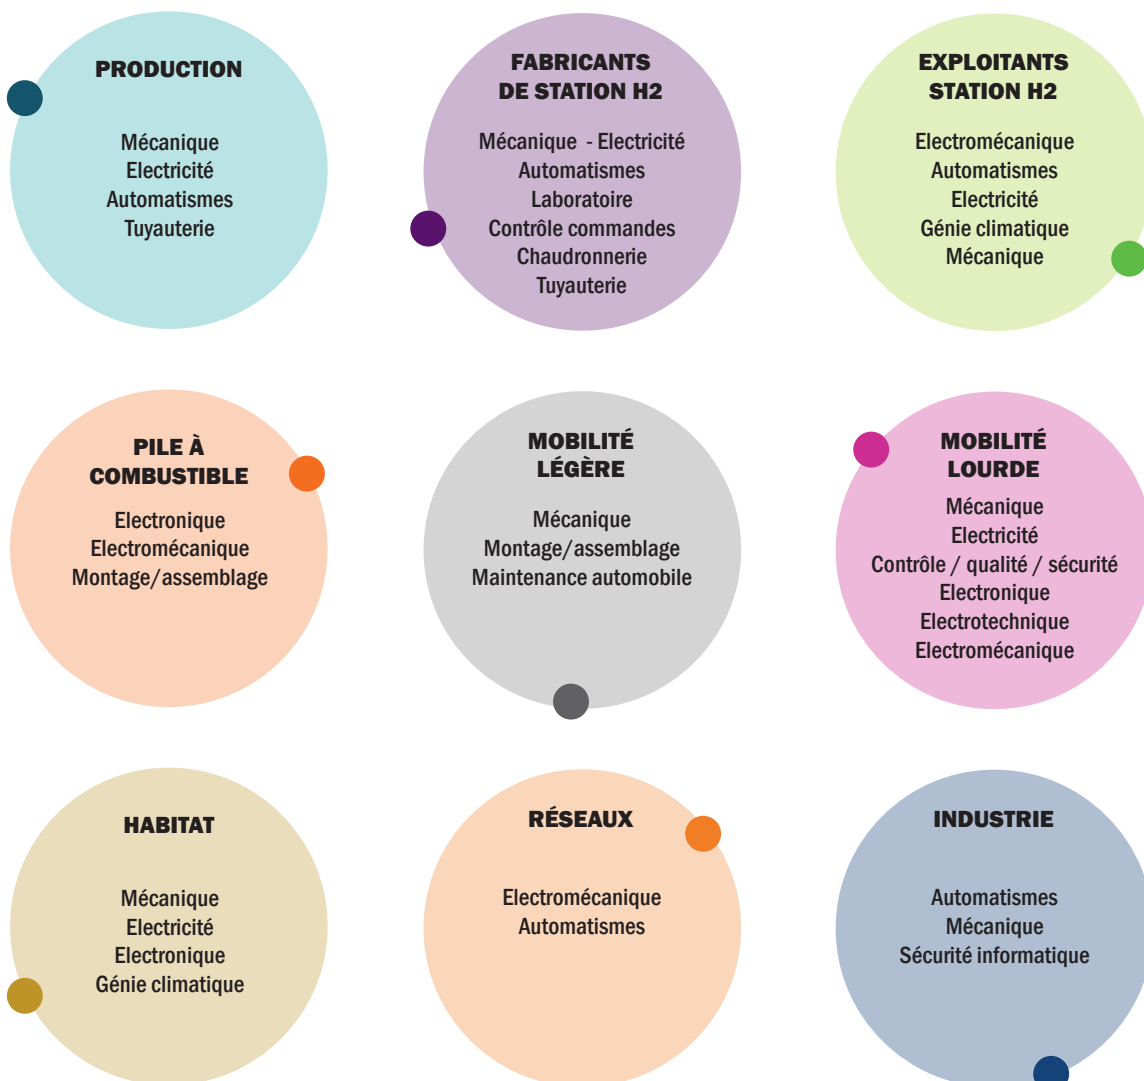 PRODUCTION
Mécanique
Electricité
Automatismes
Tuyauterie
FABRICANTS
DE STATION H2
Mécanique - Electricité
Automatismes
Laboratoire
Contrôle commandes
Chaudronnerie
Tuyauterie
EXPLOITANTS
STATION H2
Electromécanique
Automatismes
Electricité
Génie climatique
Mécanique
PILE À
COMBUSTIBLE
Electronique
Electromécanique
Montage/assemblage
MOBILITÉ
LÉGÈRE
Mécanique
Montage/assemblage
Maintenance automobile
MOBILITÉ
LOURDE
Mécanique
Electricité
Contrôle / qualité / sécurité
Electronique
Electrotechnique
Electromécanique
HABITAT
Mécanique
Electricité
Electronique
Génie climatique
RÉSEAUX
Electromécanique
Automatismes
INDUSTRIE
Automatismes
Mécanique
Sécurité informatique